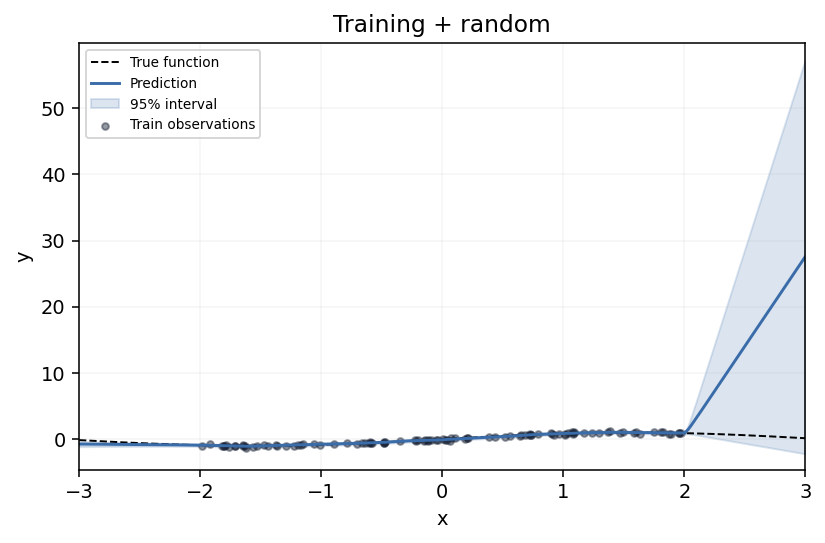 Training + random
True function
Prediction
95% interval
Train observations
y
50
40
30
20
10
0
−3 −2 −1 0 1 2 3
x